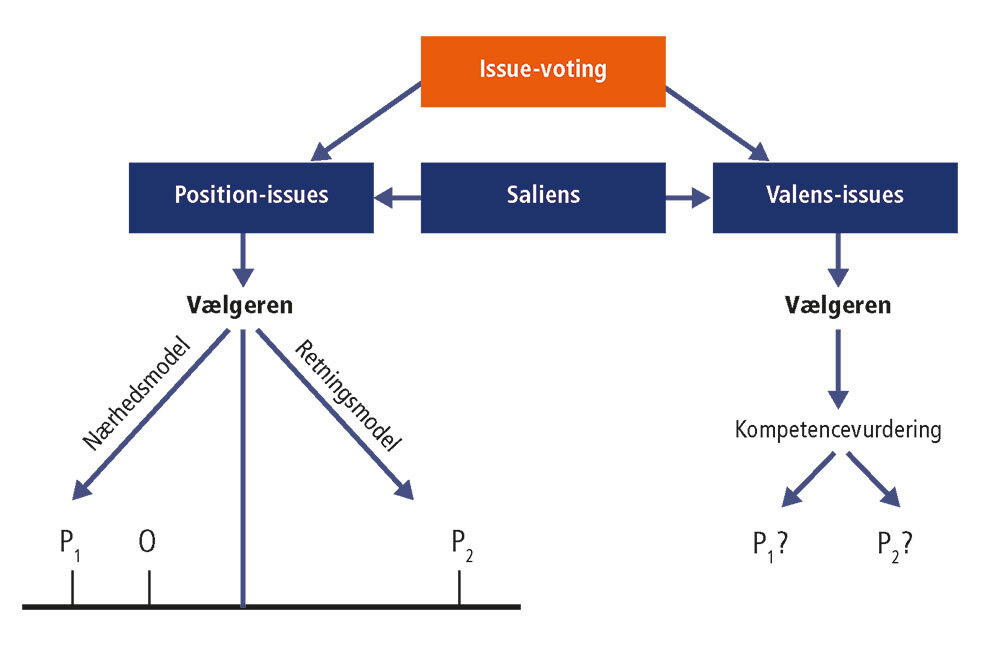 Issue-voting
Position-issues
Saliens
Valens-issues
Vælgeren
Vælgeren
Nærhedsmodel
Retningsmodel
Kompetencevurdering
P₁
O
P₂
P₁?
P₂?